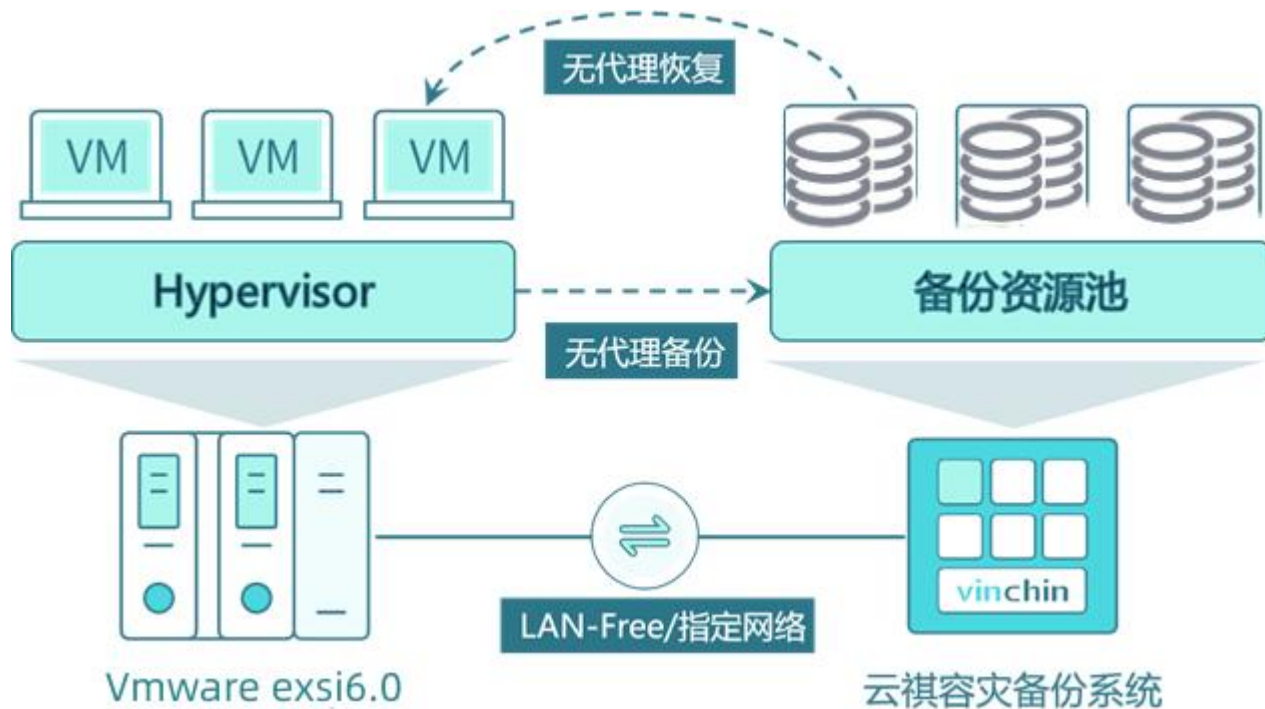 无代理恢复
VM
VM
VM
Hypervisor
备份资源池
无代理备份
vinchin
LAN-Free/指定网络
Vmware exsi6.0
云祺容灾备份系统